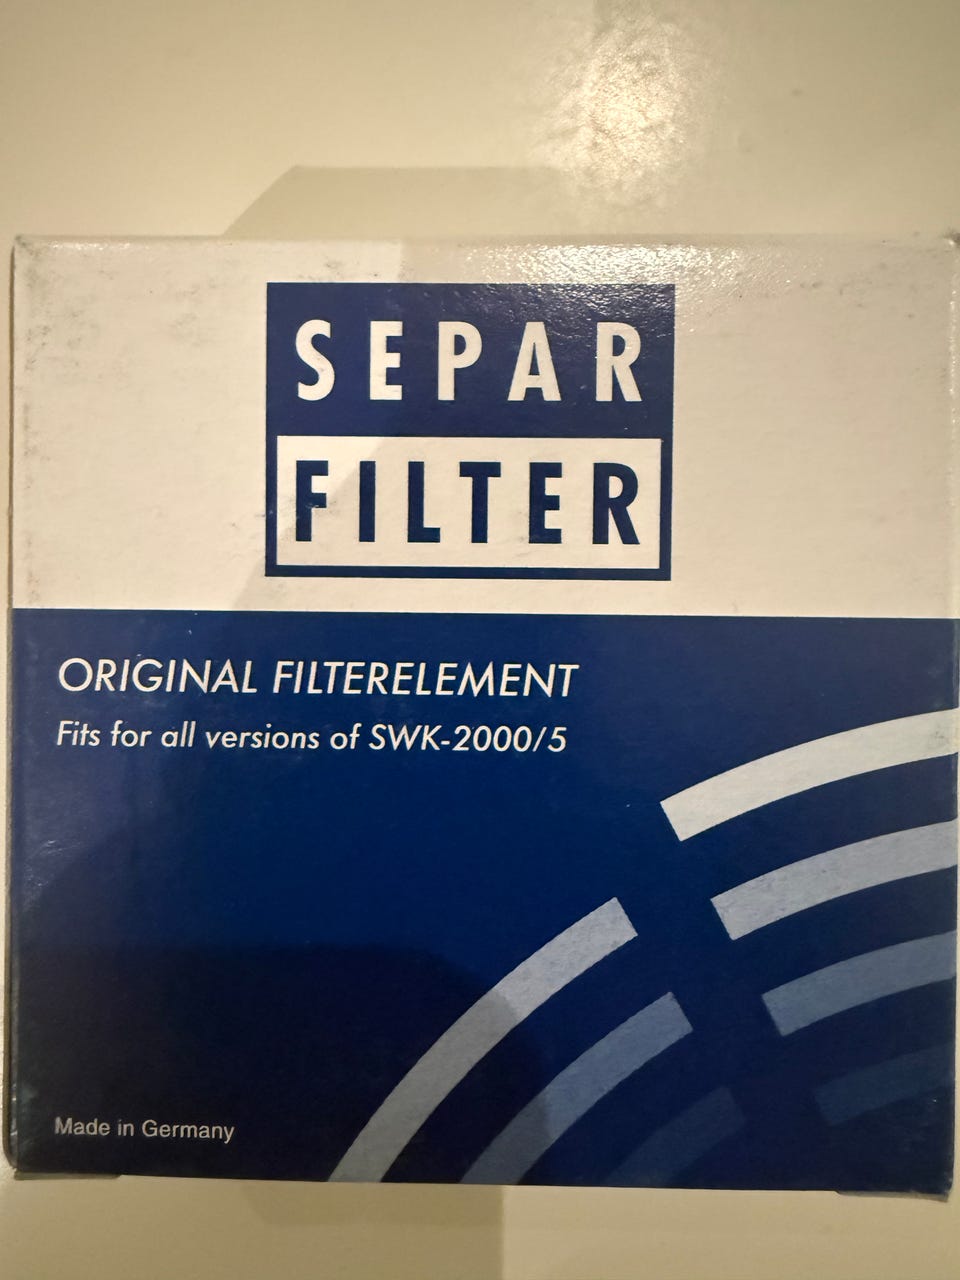 SEPAR
FILTER
ORIGINAL FILTERELEMENT
Fits for all versions of SWK-2000/5
Made in Germany